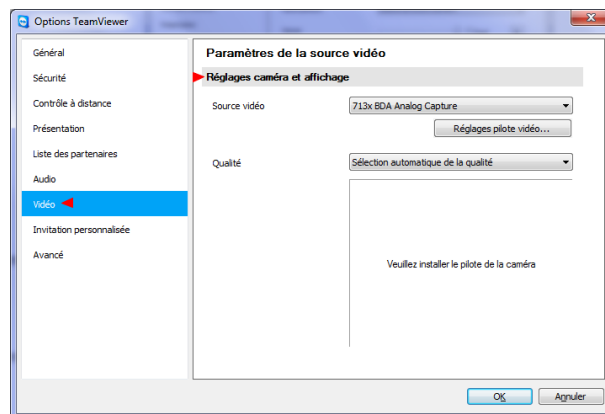 Options TeamViewer
Général
Sécurité
Contrôle à distance
Présentation
Liste des partenaires
Audio
Vidéo
Invitation personnalisée
Avancé
Paramètres de la source vidéo
Réglages caméra et affichage
Source vidéo
713x BDA Analog Capture
Réglages pilote vidéo...
Qualité
Sélection automatique de la qualité
Veuillez installer le pilote de la caméra
OK
Annuler